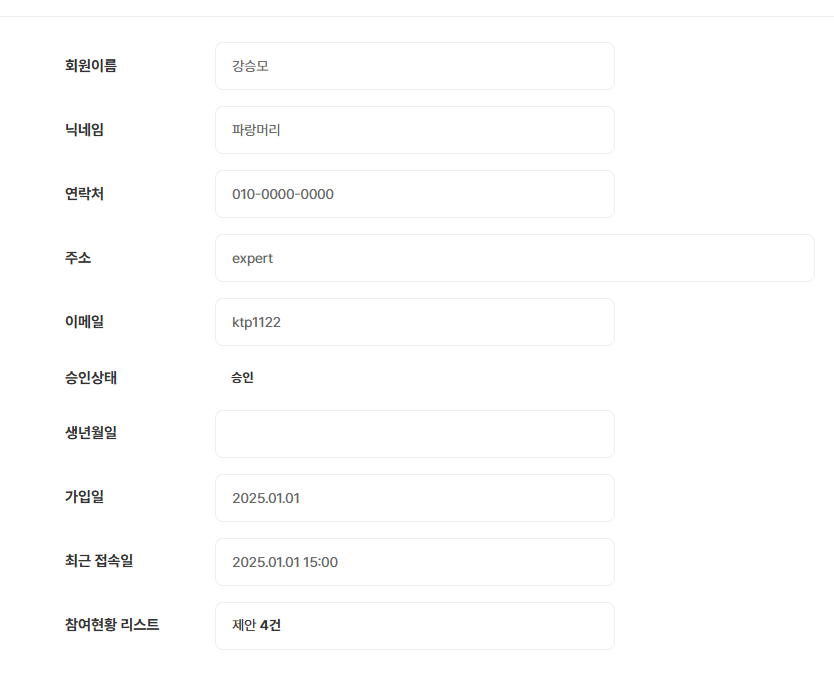 회원이름 강승모
닉네임 파랑머리
연락처 010-0000-0000
주소 expert
이메일 ktp1122
승인상태 승인
생년월일
가입일 2025.01.01
최근 접속일 2025.01.01 15:00
참여현황 리스트 제안 4건